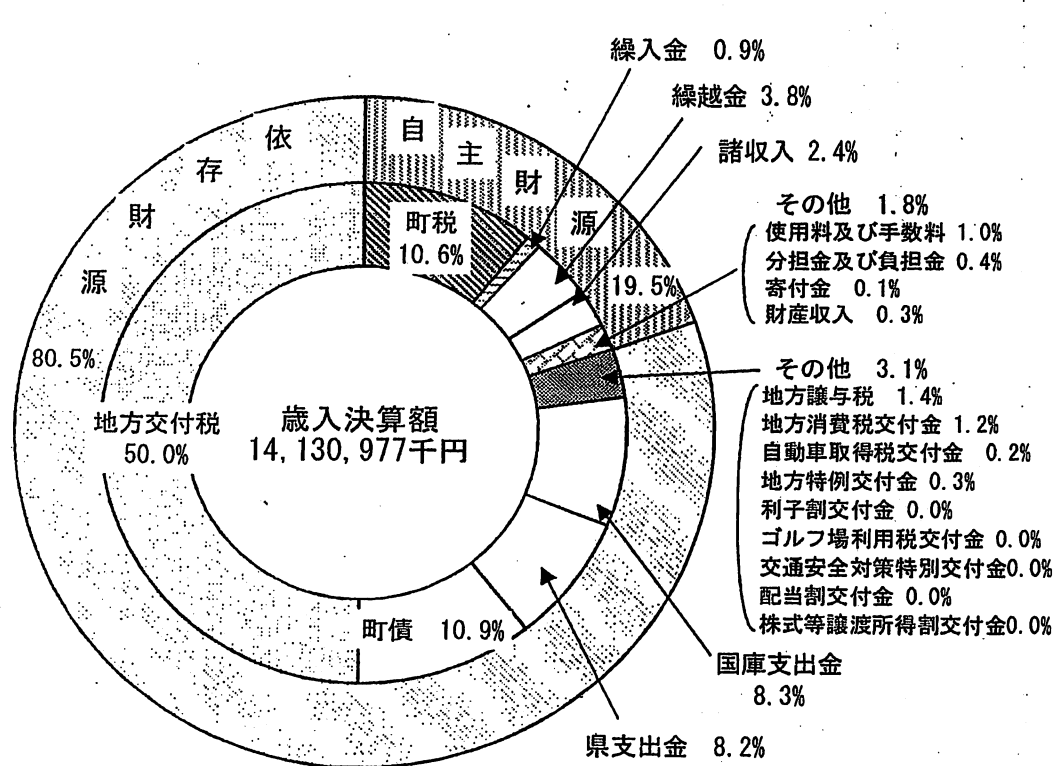 繰入金 0.9%
繰越金 3.8%
諸収入 2.4%
その他 1.8%
使用料及び手数料 1.0%
分担金及び負担金 0.4%
寄付金 0.1%
財産収入 0.3%
その他 3.1%
地方譲与税 1.4%
地方消費税交付金 1.2%
自動車取得税交付金 0.2%
地方特例交付金 0.3%
利子割交付金 0.0%
ゴルフ場利用税交付金 0.0%
交通安全対策特別交付金0.0%
配当割交付金 0.0%
株式等譲渡所得割交付金0.0%
国庫支出金
8.3%
県支出金 8.2%
町債 10.9%
地方交付税
50.0%
町税
10.6%
自主財源
19.5%
依存財源
80.5%
歳入決算額
14,130,977千円